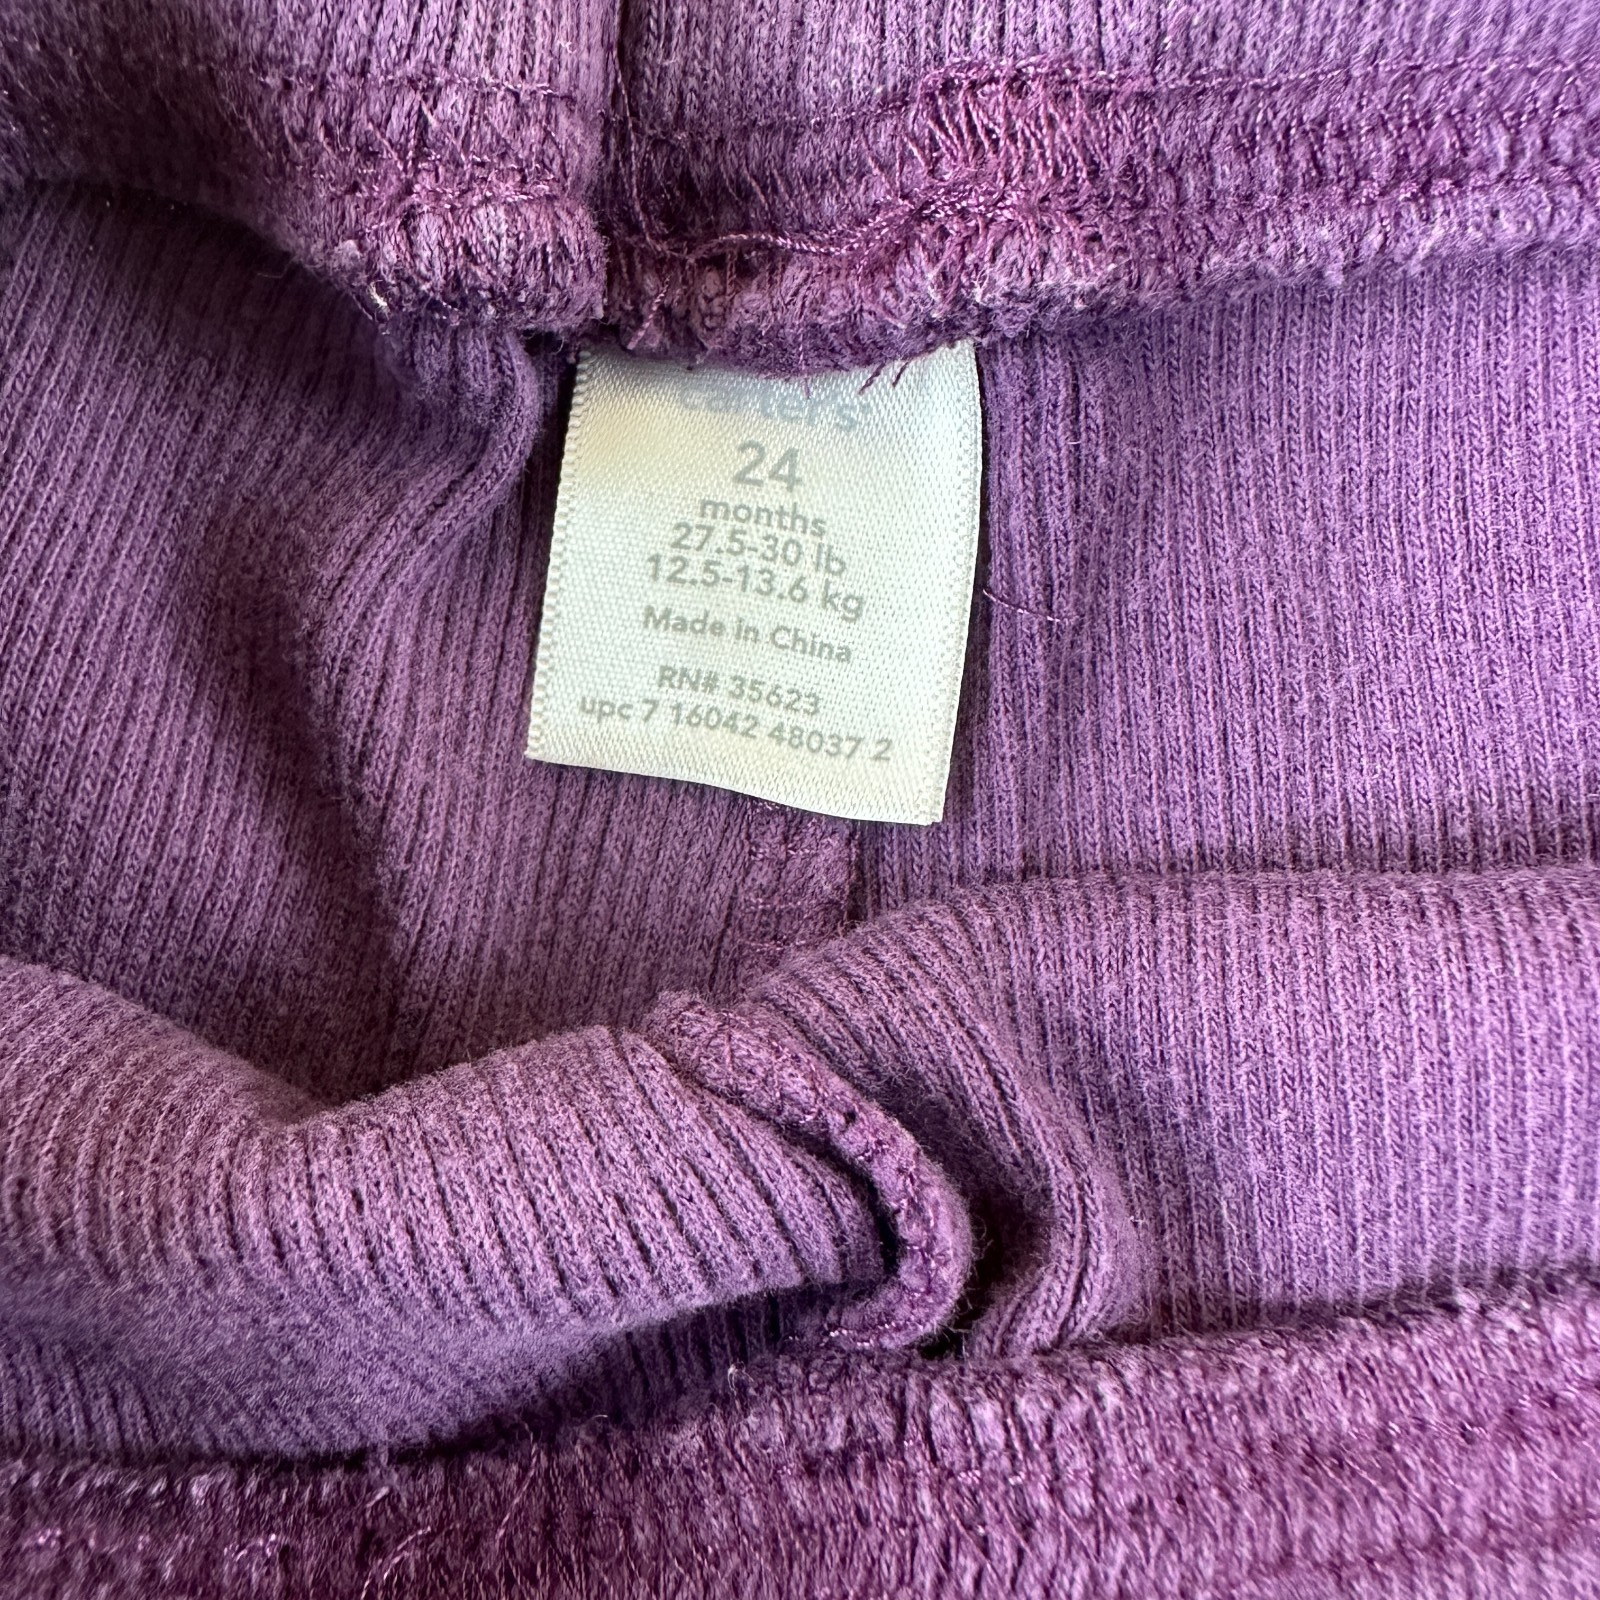 carter's®
24
months
27.5-30 lb
12.5-13.6 kg
Made in China
RN# 35623
upc 7 16042 48037 2